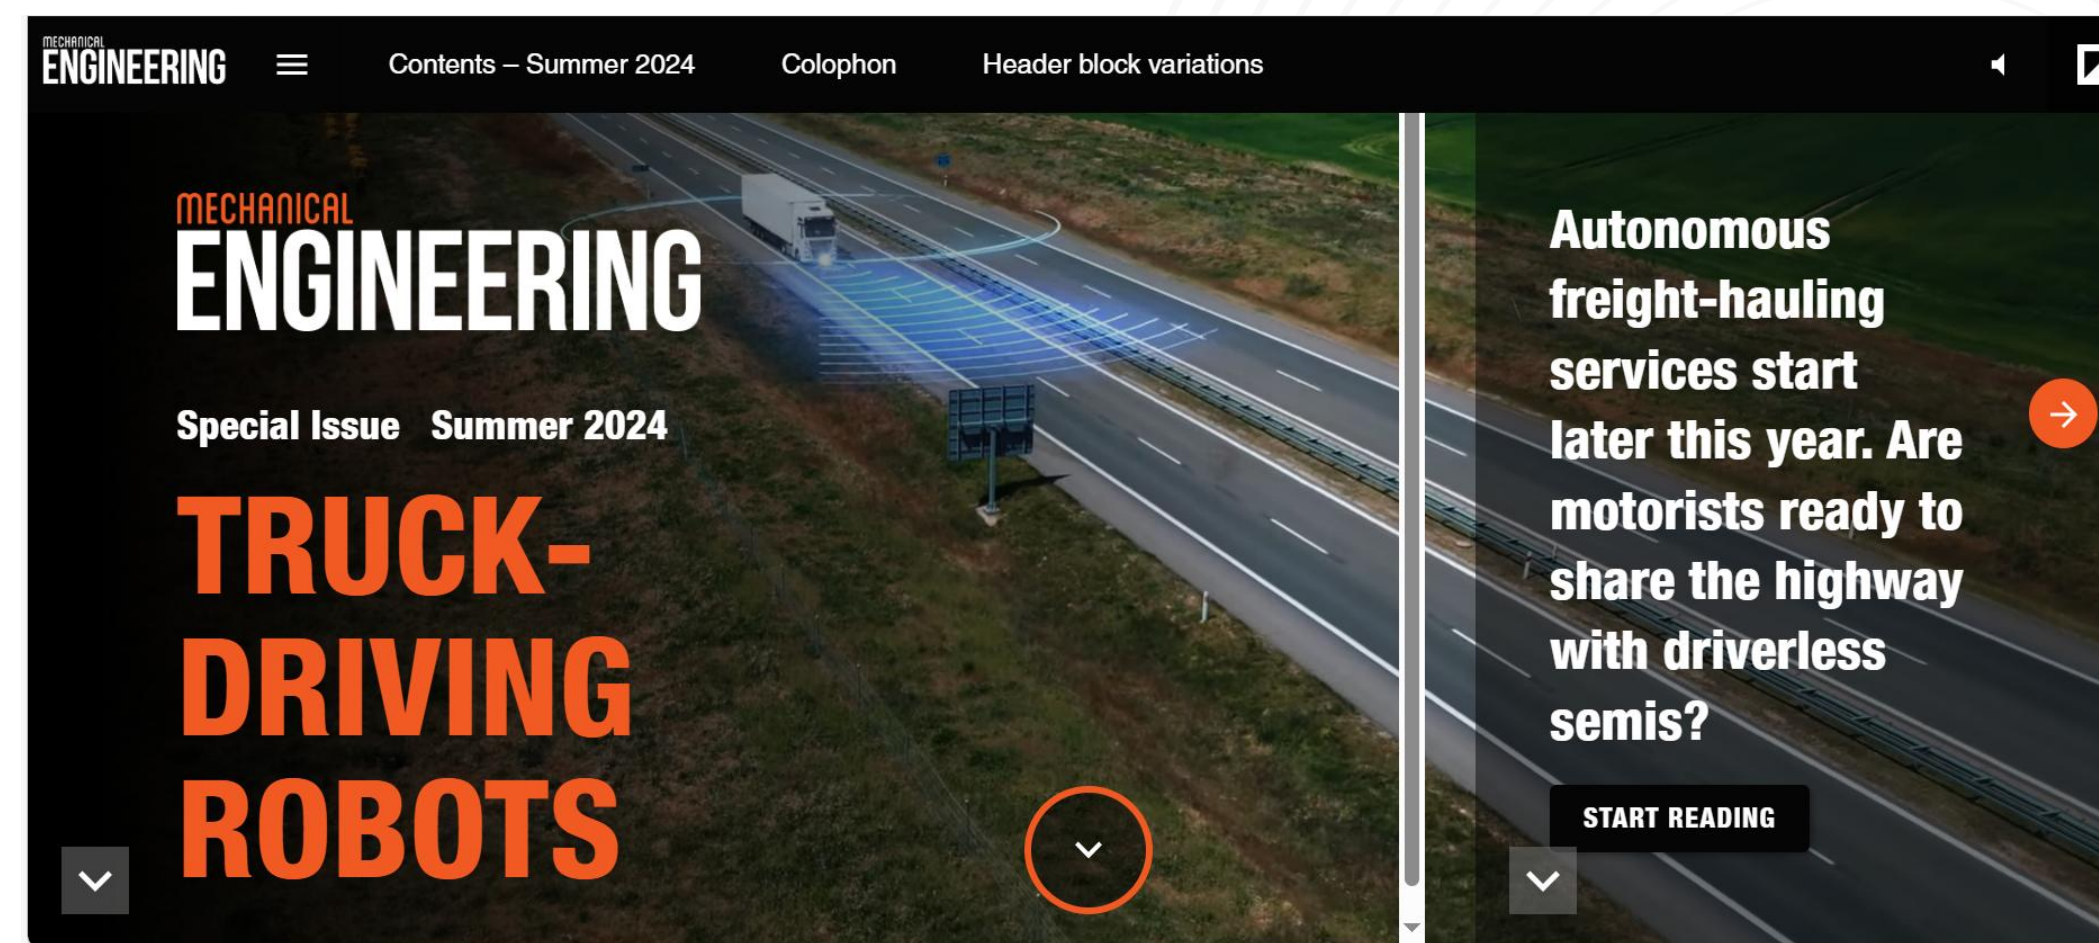 MECHANICAL
ENGINEERING
Contents – Summer 2024
Colophon
Header block variations
MECHANICAL
ENGINEERING
Special Issue Summer 2024
TRUCK-
DRIVING
ROBOTS
Autonomous
freight-hauling
services start
later this year. Are
motorists ready to
share the highway
with driverless
semis?
START READING